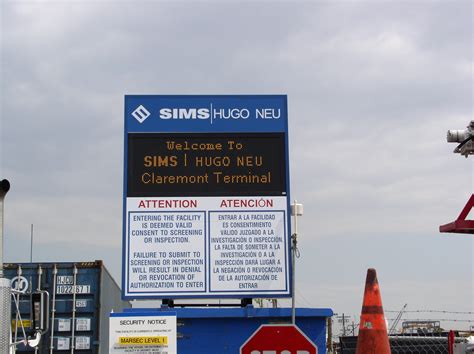 SIMS | HUGO NEU
Welcome To
SIMS | HUGO NEU
Claremont Terminal
ATTENTION
ENTERING THE FACILITY
IS DEEMED VALID
CONSENT TO SCREENING
OR INSPECTION.
FAILURE TO SUBMIT TO
SCREENING OR INSPECTION
WILL RESULT IN DENIAL
OR REVOCATION OF
AUTHORIZATION TO ENTER
ATENCIÓN
ENTRAR A LA FACILIDAD
ES CONSENTIMIENTO
VALIDO JUZGADO A LA
INVESTIGACIÓN O INSPECCIÓN.
LA FALTA DE SOMETER A LA
INVESTIGACIÓN O A LA
INSPECCIÓN DARÁ LUGAR A
LA NEGACIÓN O REVOCACIÓN
DE LA AUTORIZACIÓN DE
ENTRAR
SECURITY NOTICE
MARSEC LEVEL 1
STOP